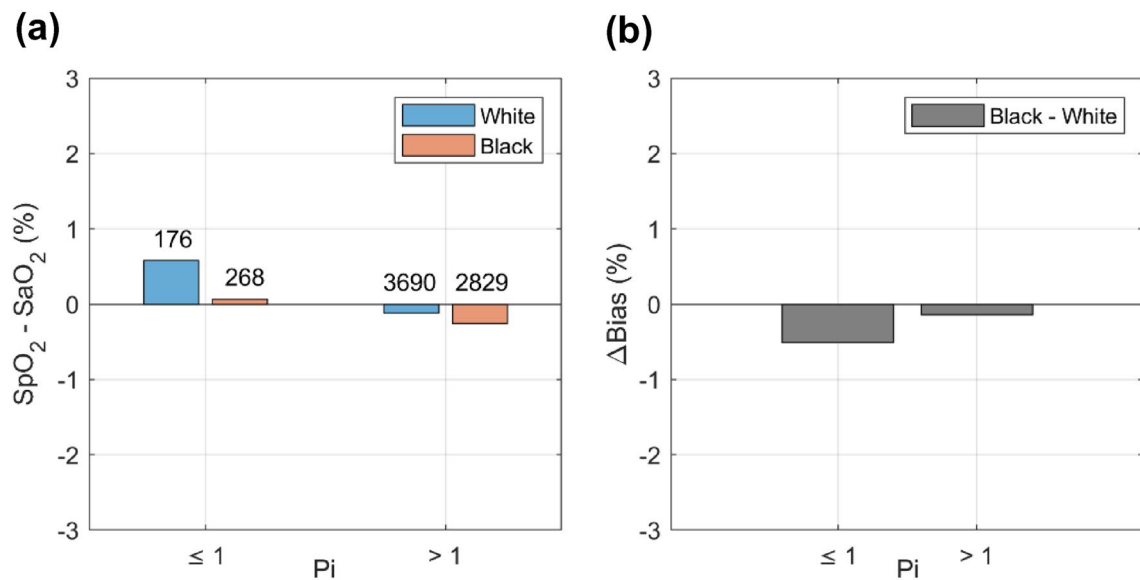 (a)
3
2
1
0
-1
-2
-3
SpO₂ - SaO₂ (%)
White
Black
176
268
3690
2829
≤ 1
> 1
Pi
(b)
3
2
1
0
-1
-2
-3
ΔBias (%)
Black - White
≤ 1
> 1
Pi